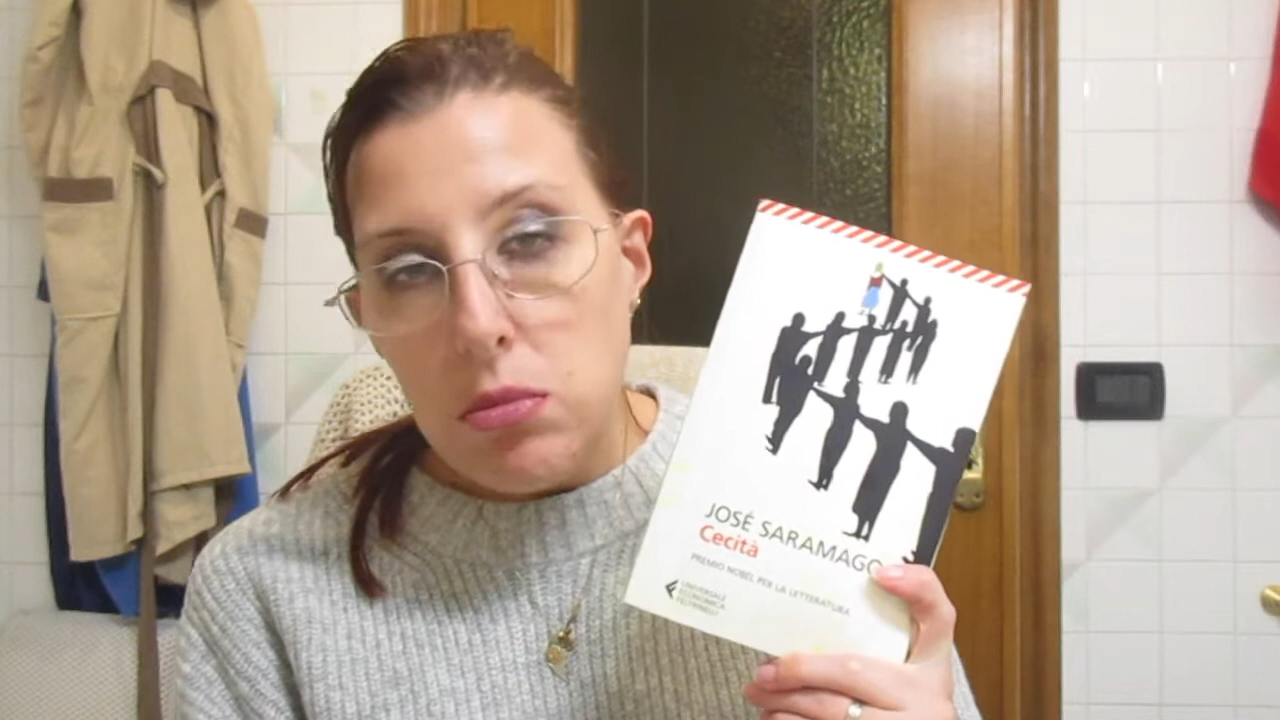 JOSÉ SARAMAGO
Cecità
PREMIO NOBEL PER LA LETTERATURA
UNIVERSALE
ECONOMICA
FELTRINELLI